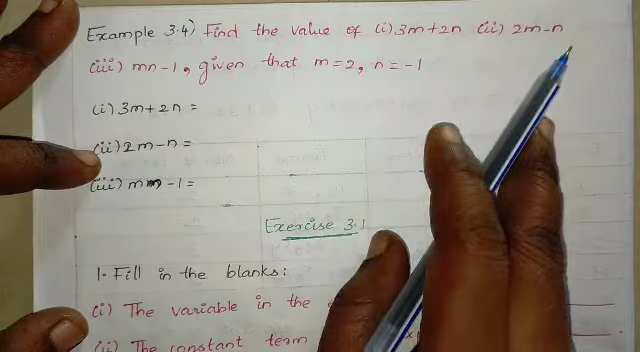 Example 3.4) Find the value of (i) 3m+2n (ii) 2m-n
(iii) mn-1, given that m=2, n=-1
(i) 3m+2n =
(ii) 2m-n =
(iii) mn-1 =
Exercise 3.1
1. Fill in the blanks:
(i) The variable in the
(ii) The constant term